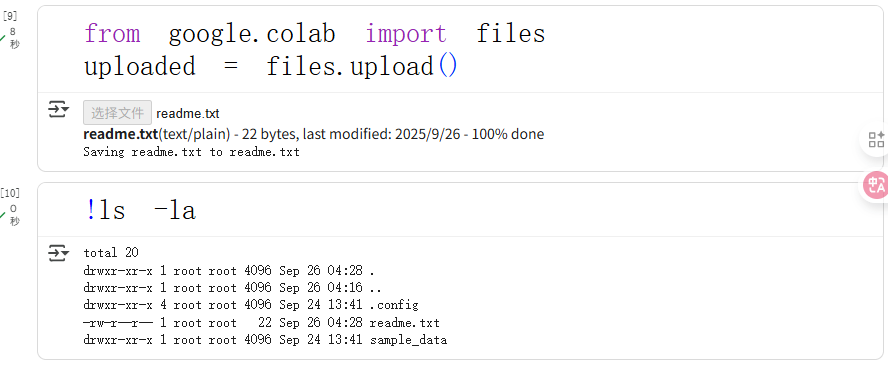 [9]
8
秒
from google.colab import files
uploaded = files.upload()
选择文件 readme.txt
readme.txt(text/plain) - 22 bytes, last modified: 2025/9/26 - 100% done
Saving readme.txt to readme.txt
中A
[10]
0
秒
!ls -la
total 20
drwxr-xr-x 1 root root 4096 Sep 26 04:28 .
drwxr-xr-x 1 root root 4096 Sep 26 04:16 ..
drwxr-xr-x 4 root root 4096 Sep 24 13:41 .config
-rw-r--r-- 1 root root   22 Sep 26 04:28 readme.txt
drwxr-xr-x 1 root root 4096 Sep 24 13:41 sample_data